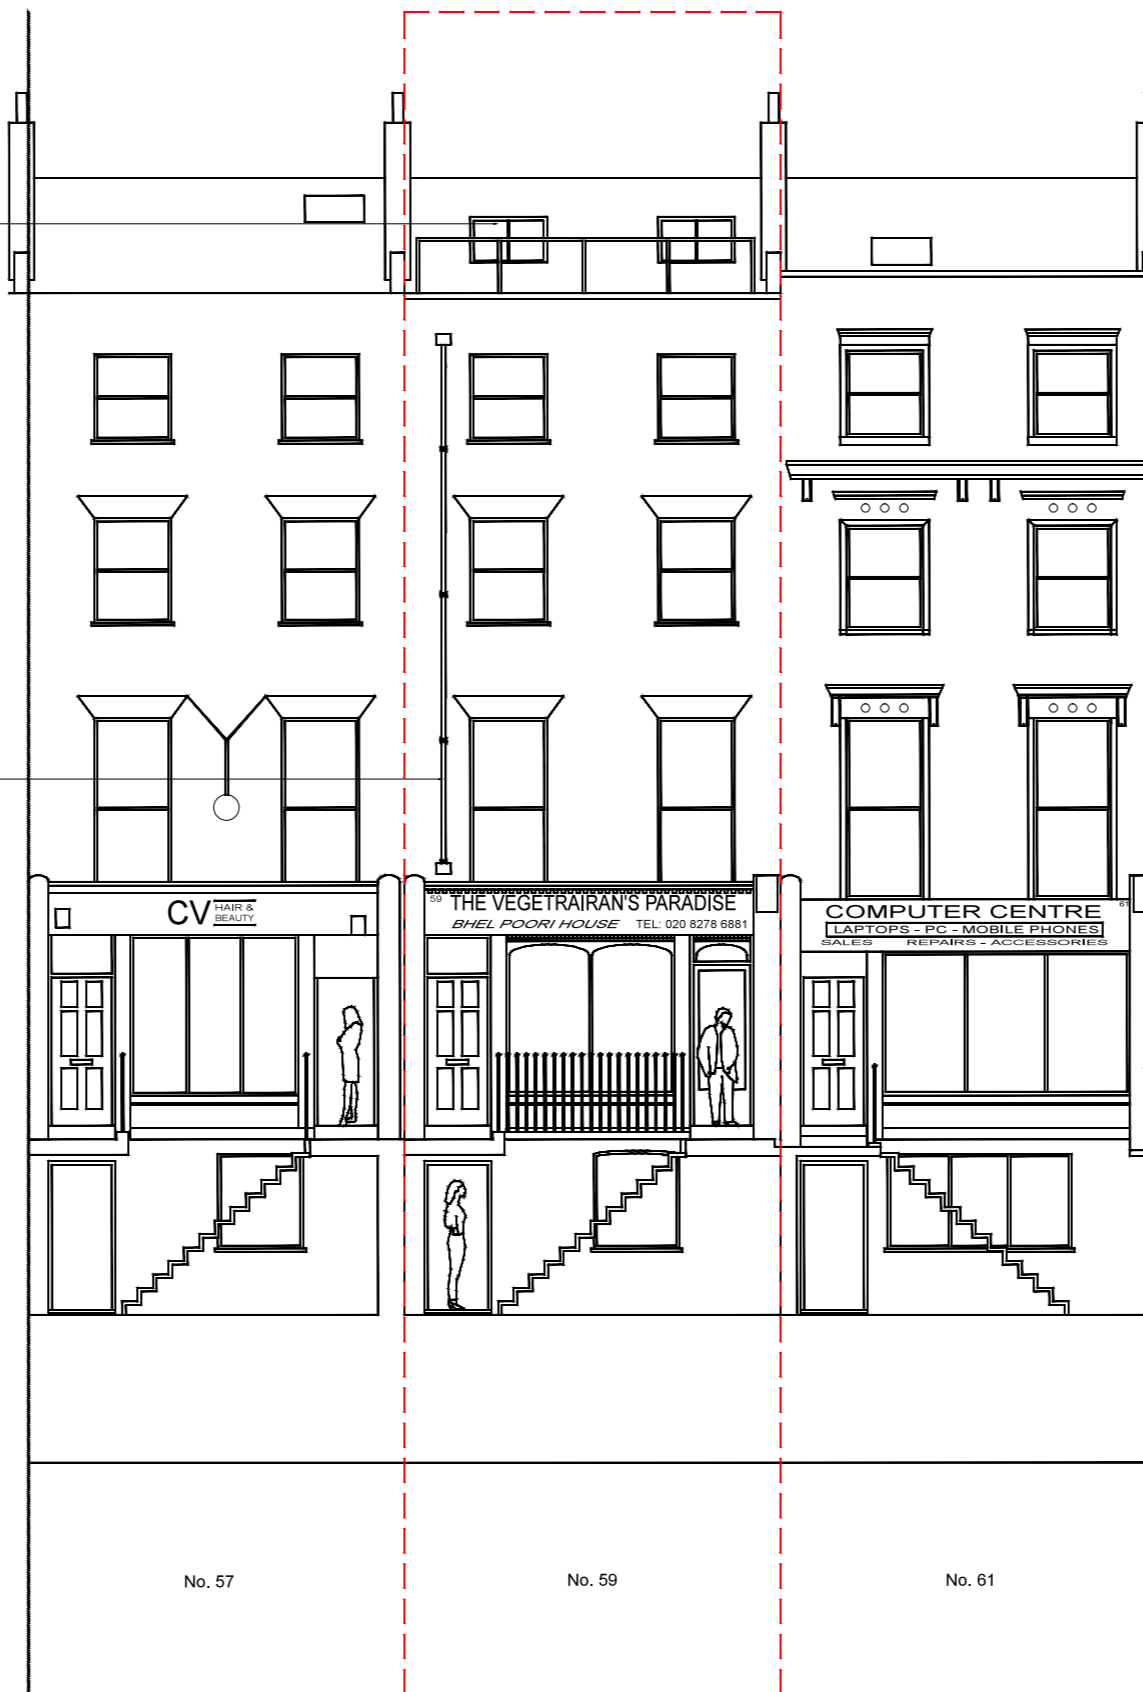 CV HAIR &
BEAUTY
59 THE VEGETRAIRAN'S PARADISE
BHEL POORI HOUSE TEL: 020 8278 6881
61
COMPUTER CENTRE
LAPTOPS - PC - MOBILE PHONES
SALES REPAIRS - ACCESSORIES
No. 57
No. 59
No. 61